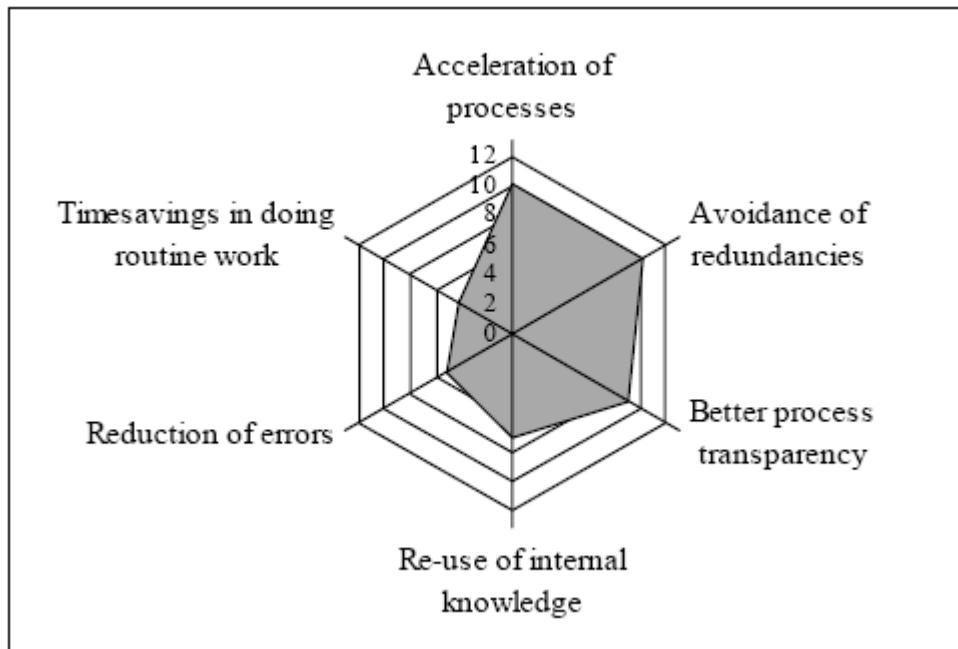 Acceleration of
processes
12
10
8
6
4
2
0
Timesavings in doing
routine work
Avoidance of
redundancies
Reduction of errors
Better process
transparency
Re-use of internal
knowledge